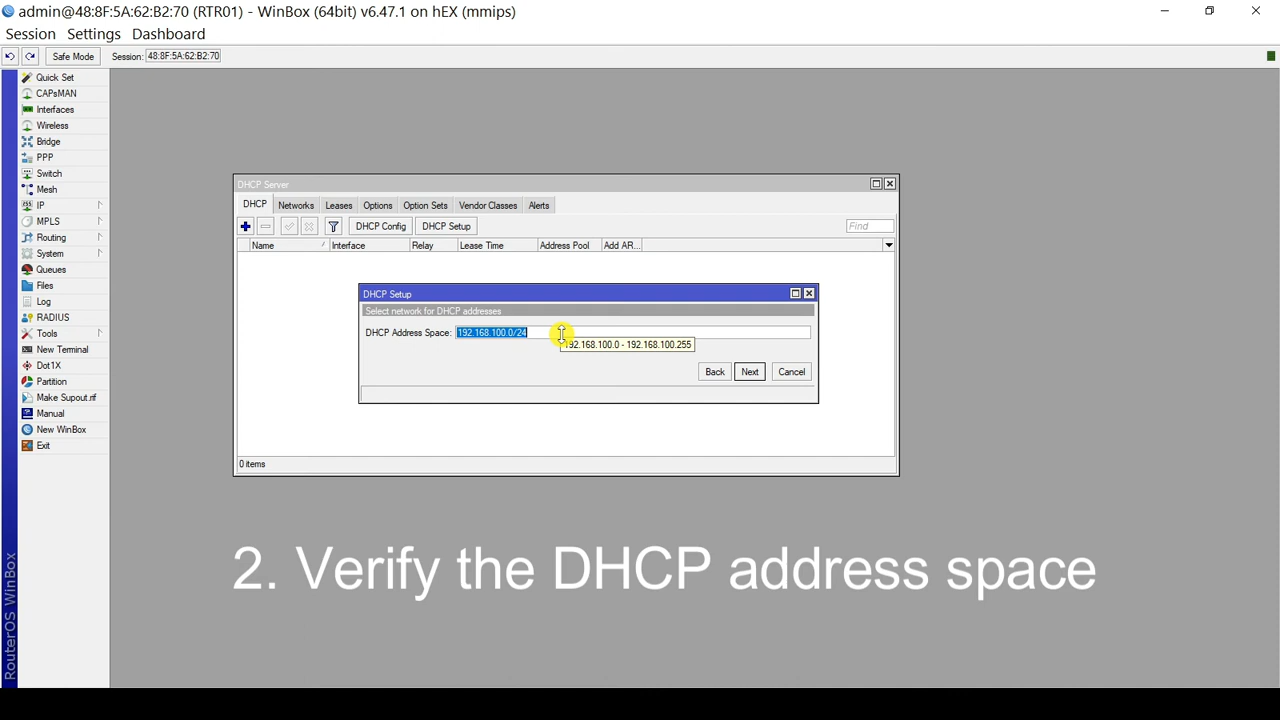 admin@48:8F:5A:62:B2:70 (RTR01) - WinBox (64bit) v6.47.1 on hEX (mmips)
Session Settings Dashboard
Safe Mode Session: 48:8F:5A:62:B2:70
Quick Set
CAPsMAN
Interfaces
Wireless
Bridge
PPP
Switch
Mesh
IP
MPLS
Routing
System
Queues
Files
Log
RADIUS
Tools
New Terminal
Dot1X
Partition
Make Supout.rif
Manual
New WinBox
Exit
RouterOS WinBox
DHCP Server
DHCP Networks Leases Options Option Sets Vendor Classes Alerts
DHCP Config DHCP Setup Find
Name Interface Relay Lease Time Address Pool Add AR...
DHCP Setup
Select network for DHCP addresses
DHCP Address Space: 192.168.100.0/24
192.168.100.0 - 192.168.100.255
Back Next Cancel
0 items
2. Verify the DHCP address space